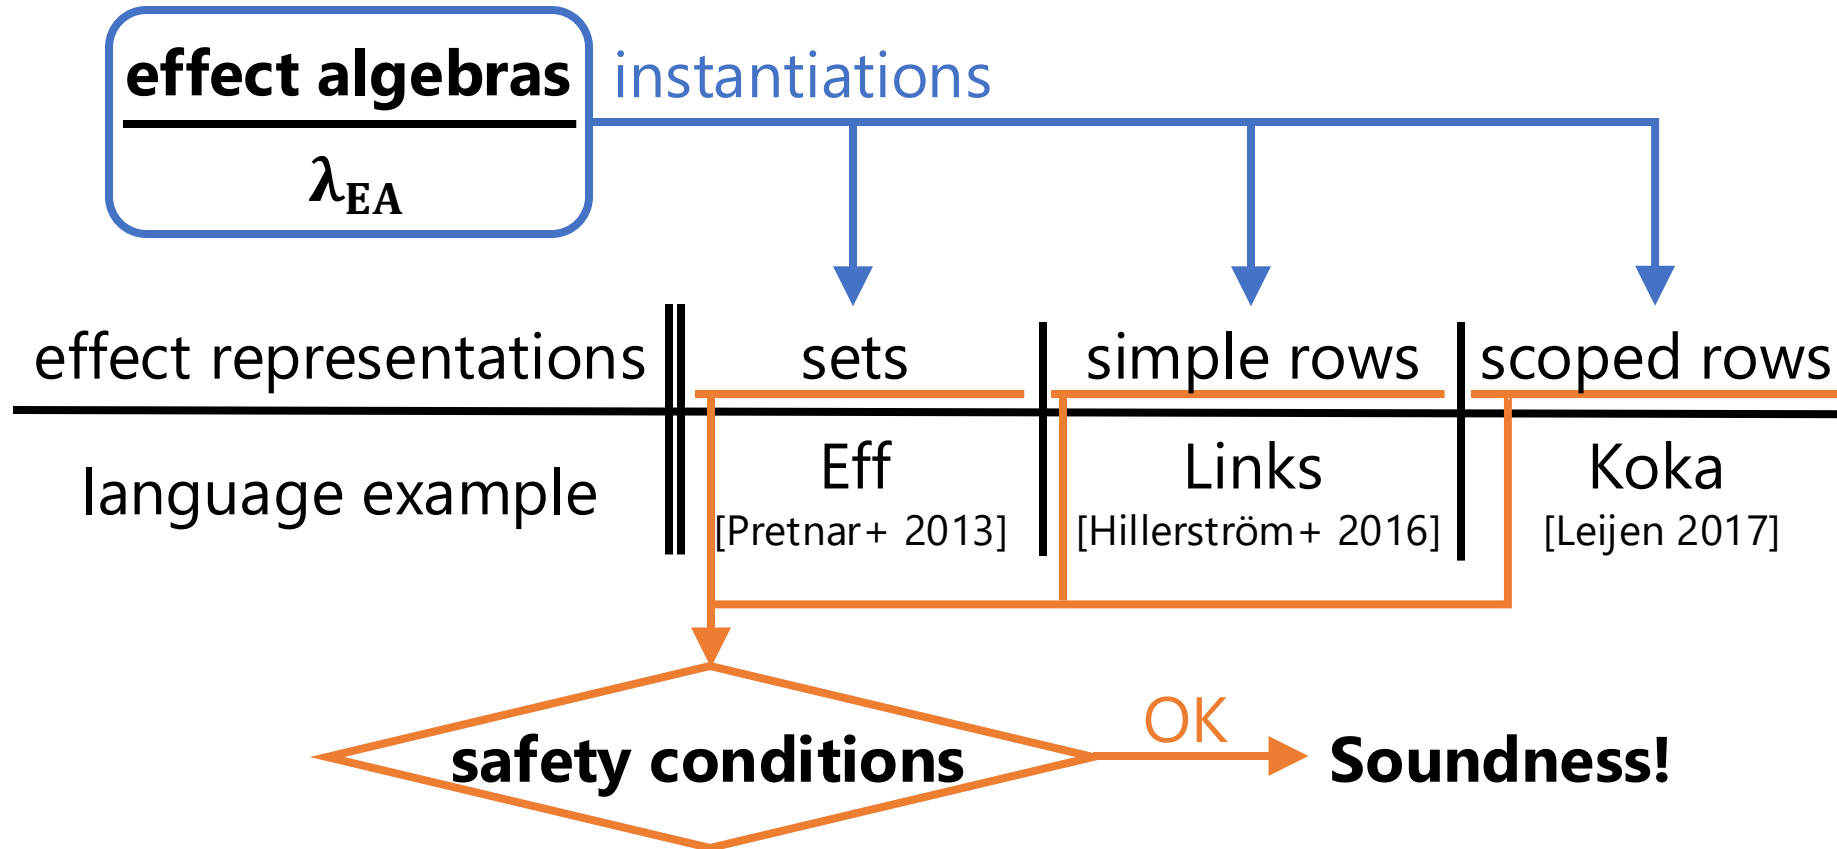 effect algebras
λEA
instantiations
effect representations
sets
simple rows
scoped rows
language example
Eff
[Pretnar+ 2013]
Links
[Hillerström+ 2016]
Koka
[Leijen 2017]
safety conditions
OK
Soundness!